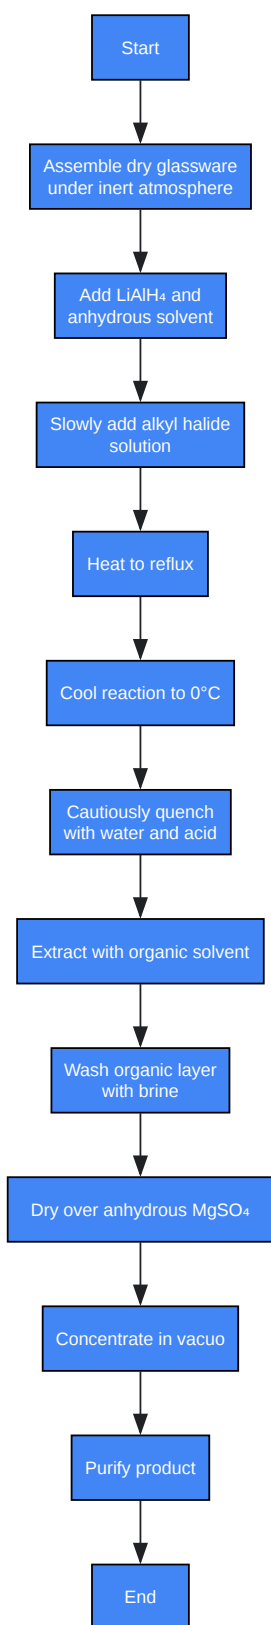 Start
Assemble dry glassware
under inert atmosphere
Add LiAlH₄ and
anhydrous solvent
Slowly add alkyl halide
solution
Heat to reflux
Cool reaction to 0°C
Cautiously quench
with water and acid
Extract with organic solvent
Wash organic layer
with brine
Dry over anhydrous MgSO₄
Concentrate in vacuo
Purify product
End